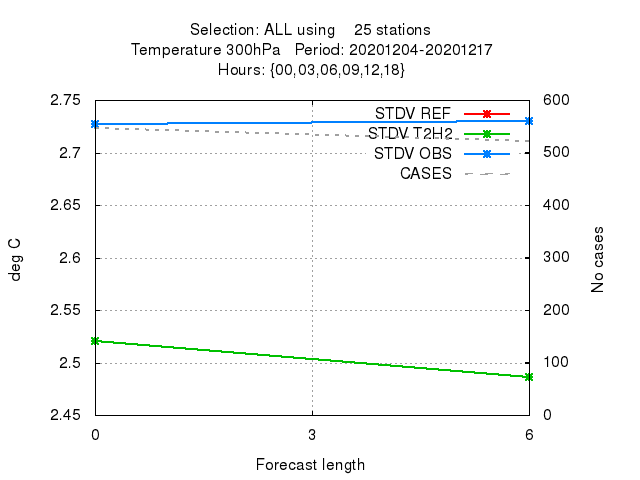 Selection: ALL using    25 stations
Temperature 300hPa   Period: 20201204-20201217
Hours: {00,03,06,09,12,18}
2.75
2.7
2.65
2.6
2.55
2.5
2.45
deg C
STDV REF
STDV T2H2
STDV OBS
CASES
600
500
400
300
200
100
0
No cases
0 3 6
Forecast length